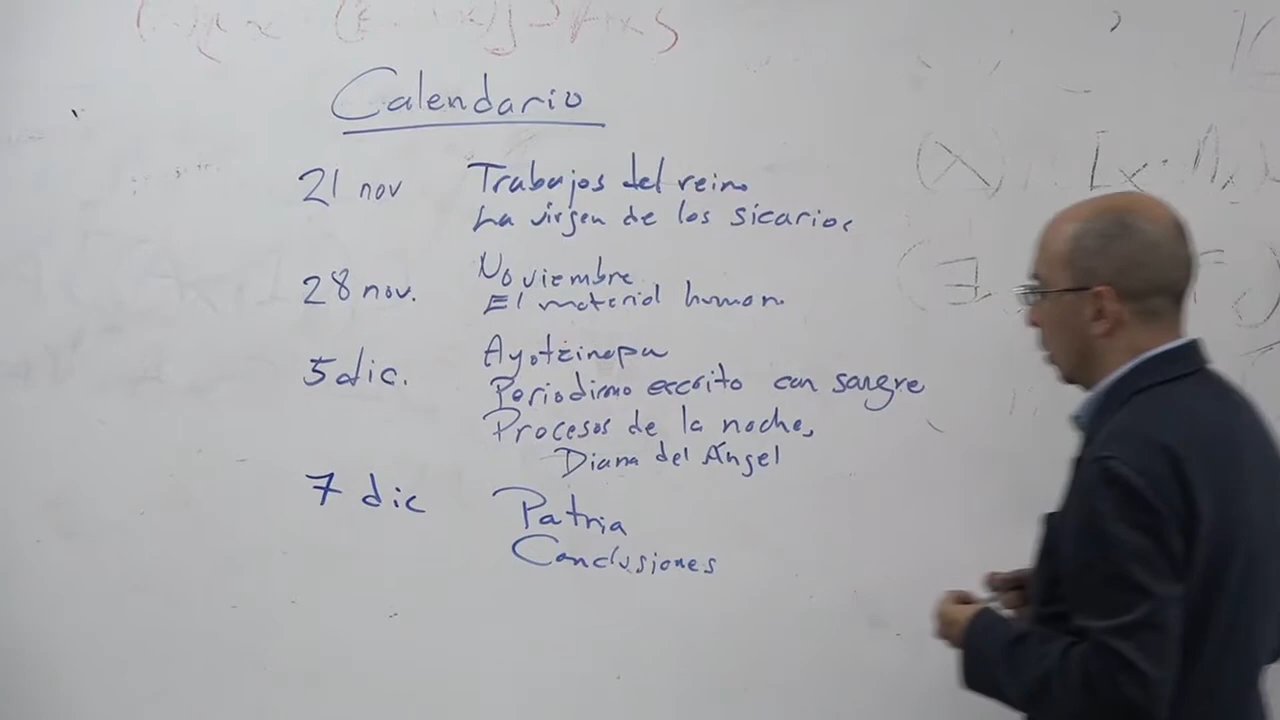 Calendario
21 nov Trabajos del reino
La virgen de los sicarios
28 nov. Noviembre
El material humano
5 dic. Ayotzinapa
Periodismo escrito con sangre
Procesos de la noche,
Diana del Ángel
7 dic Patria
Conclusiones